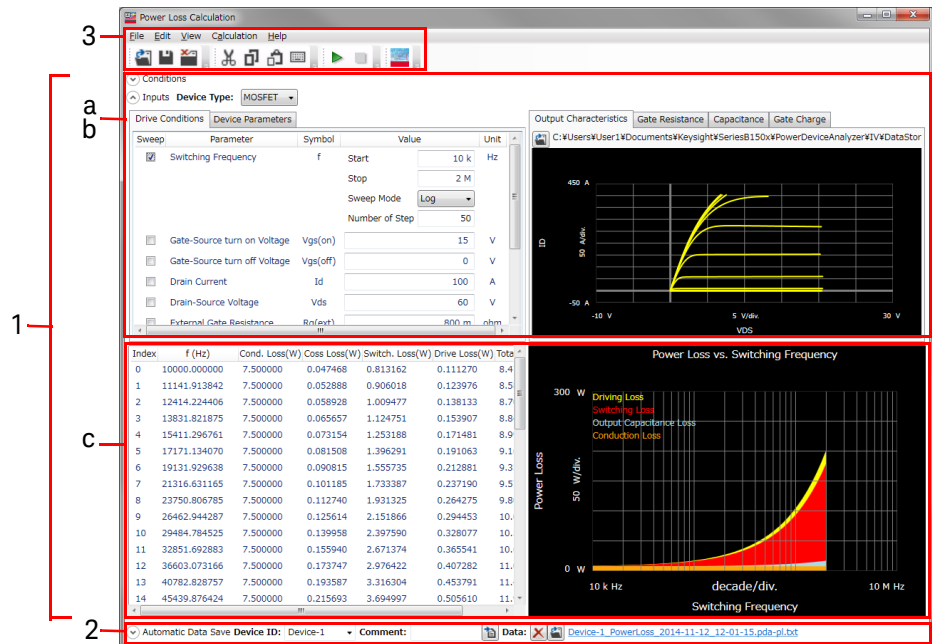 Power Loss Calculation
3
File Edit View Calculation Help
1
Conditions
a
Inputs Device Type: MOSFET
b
Drive Conditions Device Parameters
Output Characteristics Gate Resistance Capacitance Gate Charge
Sweep Parameter Symbol Value Unit
C:¥Users¥User1¥Documents¥Keysight¥SeriesB150x¥PowerDeviceAnalyzer¥IV¥DataStor
Switching Frequency f Start 10 k Hz
Stop 2 M
Sweep Mode Log
Number of Step 50
Gate-Source turn on Voltage Vgs(on) 15 V
Gate-Source turn off Voltage Vgs(off) 0 V
Drain Current Id 100 A
Drain-Source Voltage Vds 60 V
External Gate Resistance Rg(ext) 800 m ohm
450 A
ID
50 A/div.
-50 A
-10 V 5 V/div. 30 V
VDS
c
Index f (Hz) Cond. Loss(W) Coss Loss(W) Switch. Loss(W) Drive Loss(W) Tota
0 10000.000000 7.500000 0.047468 0.813162 0.111270 8.4
1 11141.913842 7.500000 0.052888 0.906018 0.123976 8.5
2 12414.224406 7.500000 0.058928 1.009477 0.138133 8.7
3 13831.821875 7.500000 0.065657 1.124751 0.153907 8.8
4 15411.296761 7.500000 0.073154 1.253188 0.171481 8.9
5 17171.134070 7.500000 0.081508 1.396291 0.191063 9.1
6 19131.929638 7.500000 0.090815 1.555735 0.212881 9.3
7 21316.631165 7.500000 0.101185 1.733387 0.237190 9.5
8 23750.806785 7.500000 0.112740 1.931325 0.264275 9.8
9 26462.944287 7.500000 0.125614 2.151866 0.294453 10.
10 29484.784525 7.500000 0.139958 2.397590 0.328077 10.
11 32851.692883 7.500000 0.155940 2.671374 0.365541 10.
12 36603.073166 7.500000 0.173747 2.976422 0.407282 11.
13 40782.828757 7.500000 0.193587 3.316304 0.453791 11.
14 45439.876424 7.500000 0.215693 3.694997 0.505610 11.
Power Loss vs. Switching Frequency
300 W
Driving Loss
Switching Loss
Output Capacitance Loss
Conduction Loss
Power Loss
50 W/div.
0 W
10 k Hz decade/div. 10 M Hz
Switching Frequency
2
Automatic Data Save Device ID: Device-1 Comment: Data: Device-1_PowerLoss_2014-11-12_12-01-15.pda-pl.txt